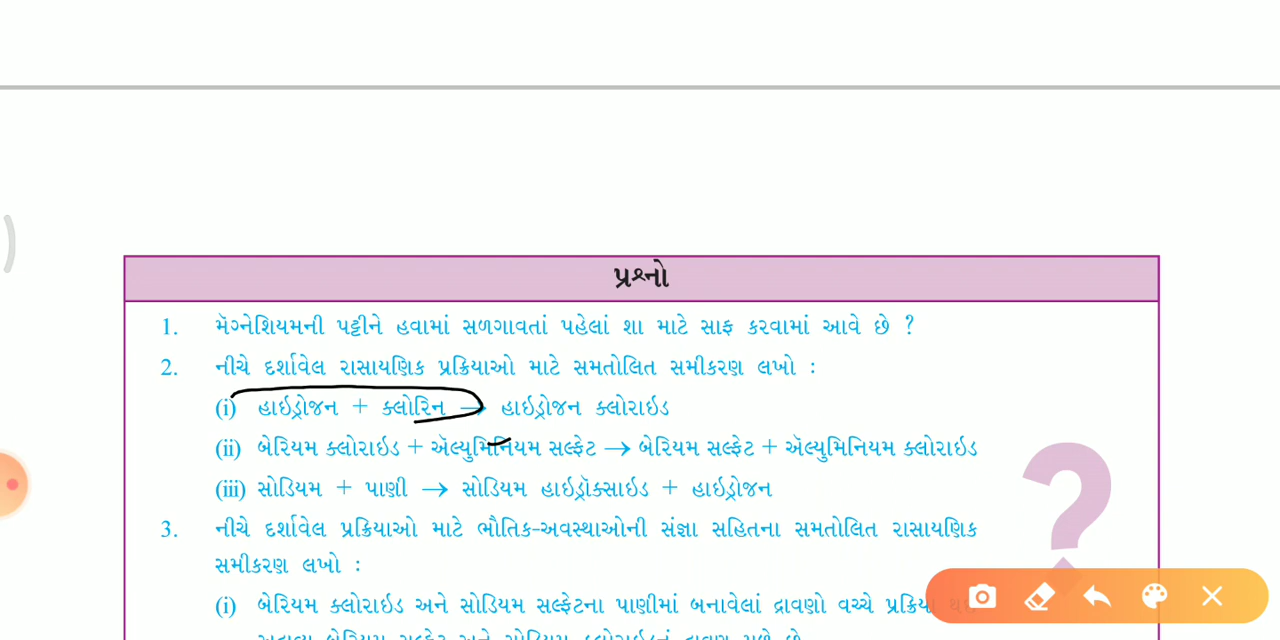 પ્રશ્નો
1. મૅગ્નેશિયમની પટ્ટીને હવામાં સળગાવતાં પહેલાં શા માટે સાફ કરવામાં આવે છે ?
2. નીચે દર્શાવેલ રાસાયણિક પ્રક્રિયાઓ માટે સમતોલિત સમીકરણ લખો :
(i) હાઇડ્રોજન + ક્લોરિન → હાઇડ્રોજન ક્લોરાઇડ
(ii) બેરિયમ ક્લોરાઇડ + ઍલ્યુમિનિયમ સલ્ફેટ → બેરિયમ સલ્ફેટ + ઍલ્યુમિનિયમ ક્લોરાઇડ
(iii) સોડિયમ + પાણી → સોડિયમ હાઇડ્રૉક્સાઇડ + હાઇડ્રોજન
3. નીચે દર્શાવેલ પ્રક્રિયાઓ માટે ભૌતિક-અવસ્થાઓની સંજ્ઞા સહિતના સમતોલિત રાસાયણિક
સમીકરણ લખો :
(i) બેરિયમ ક્લોરાઇડ અને સોડિયમ સલ્ફેટના પાણીમાં બનાવેલાં દ્રાવણો વચ્ચે પ્રક્રિયા